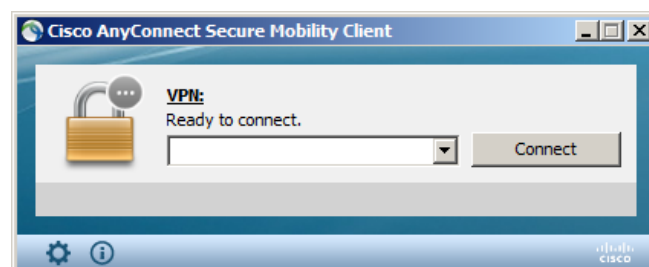 Cisco AnyConnect Secure Mobility Client
VPN:
Ready to connect.
Connect
CISCO